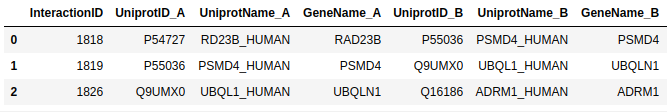 InteractionID UniprotID_A UniprotName_A GeneName_A UniprotID_B UniprotName_B GeneName_B
0 1818 P54727 RD23B_HUMAN RAD23B P55036 PSMD4_HUMAN PSMD4
1 1819 P55036 PSMD4_HUMAN PSMD4 Q9UMX0 UBQL1_HUMAN UBQLN1
2 1826 Q9UMX0 UBQL1_HUMAN UBQLN1 Q16186 ADRM1_HUMAN ADRM1